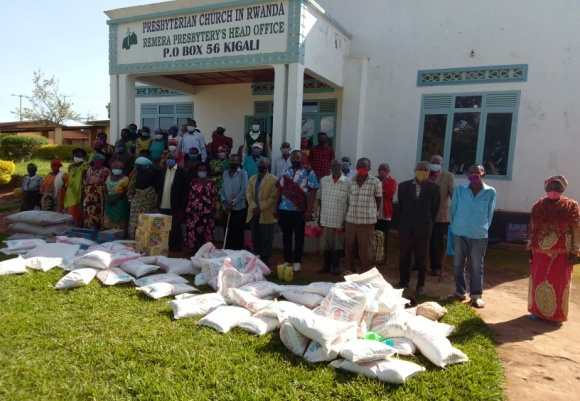 PRESBYTERIAN CHURCH IN RWANDA
REMERA PRESBYTERY'S HEAD OFFICE
P.O BOX 56 KIGALI